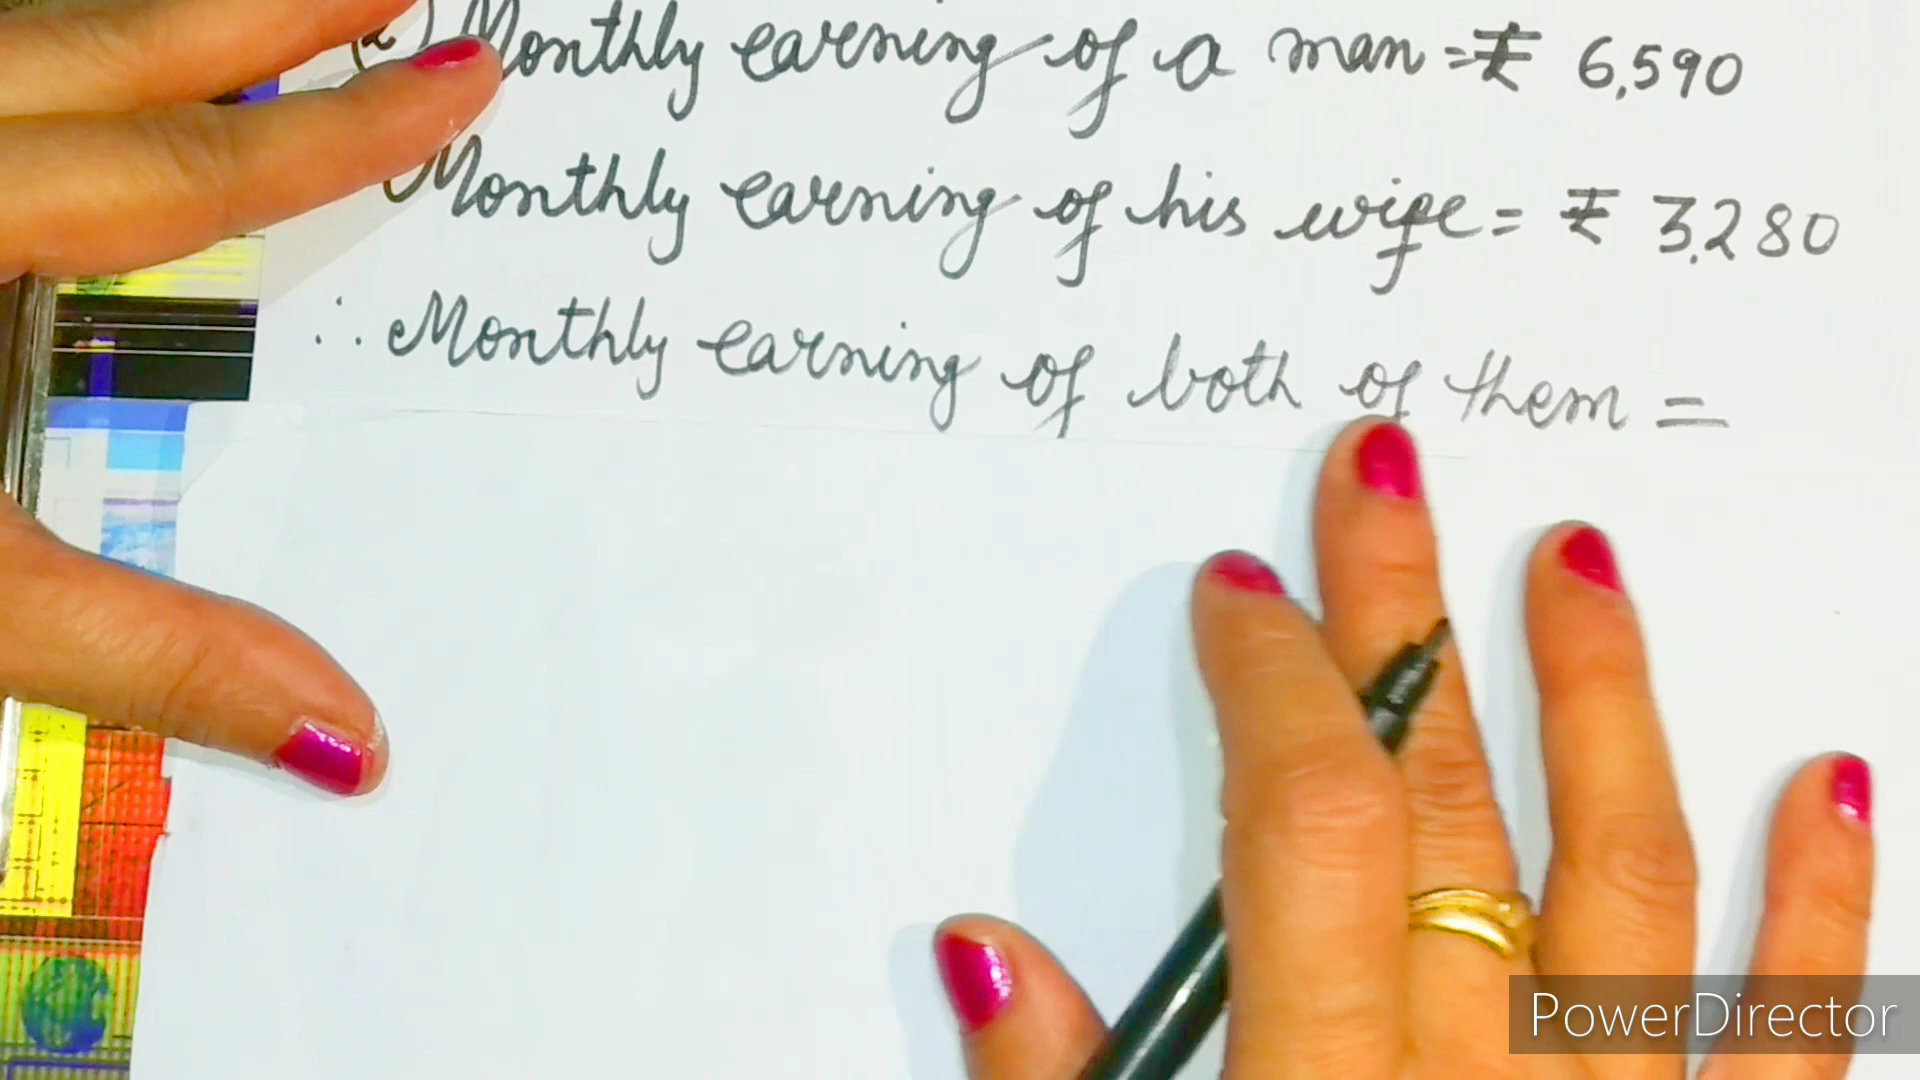 (2) Monthly earning of a man = ₹ 6,590
Monthly earning of his wife = ₹ 3,280
∴ Monthly earning of both of them =
PowerDirector